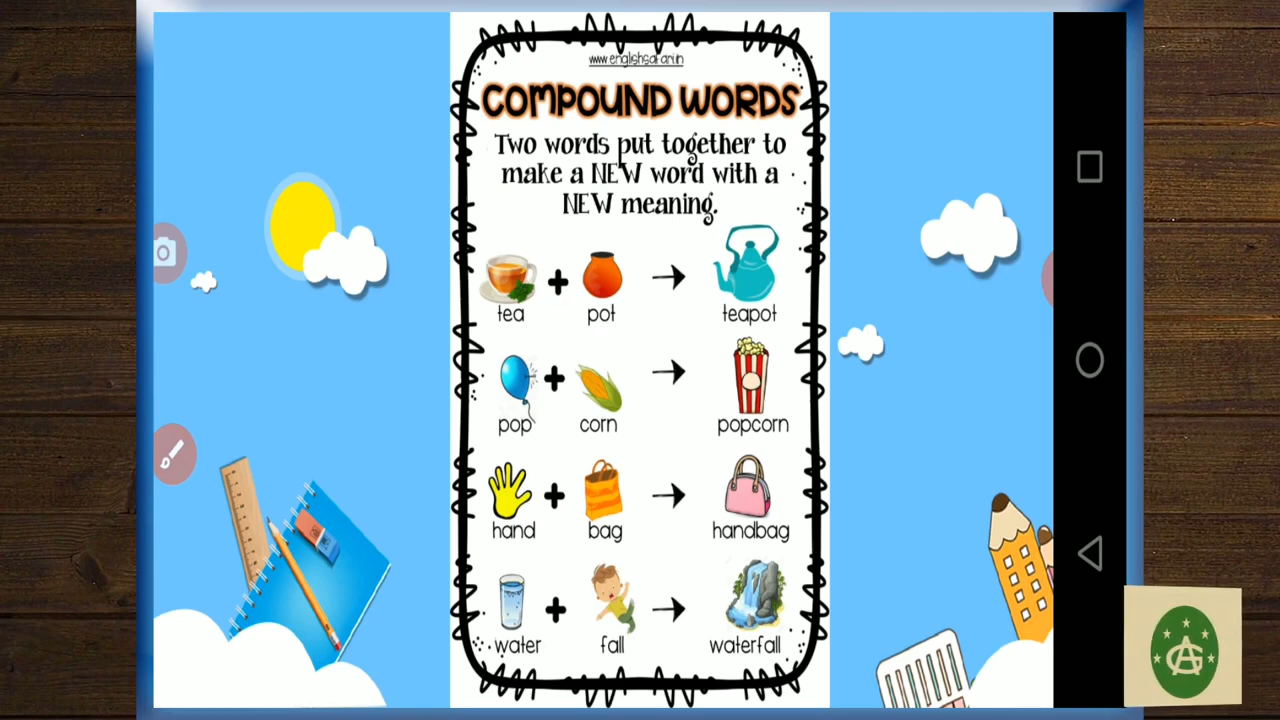 www.englishsafari.in
COMPOUND WORDS
Two words put together to
make a NEW word with a
NEW meaning.
tea pot teapot
pop corn popcorn
hand bag handbag
water fall waterfall